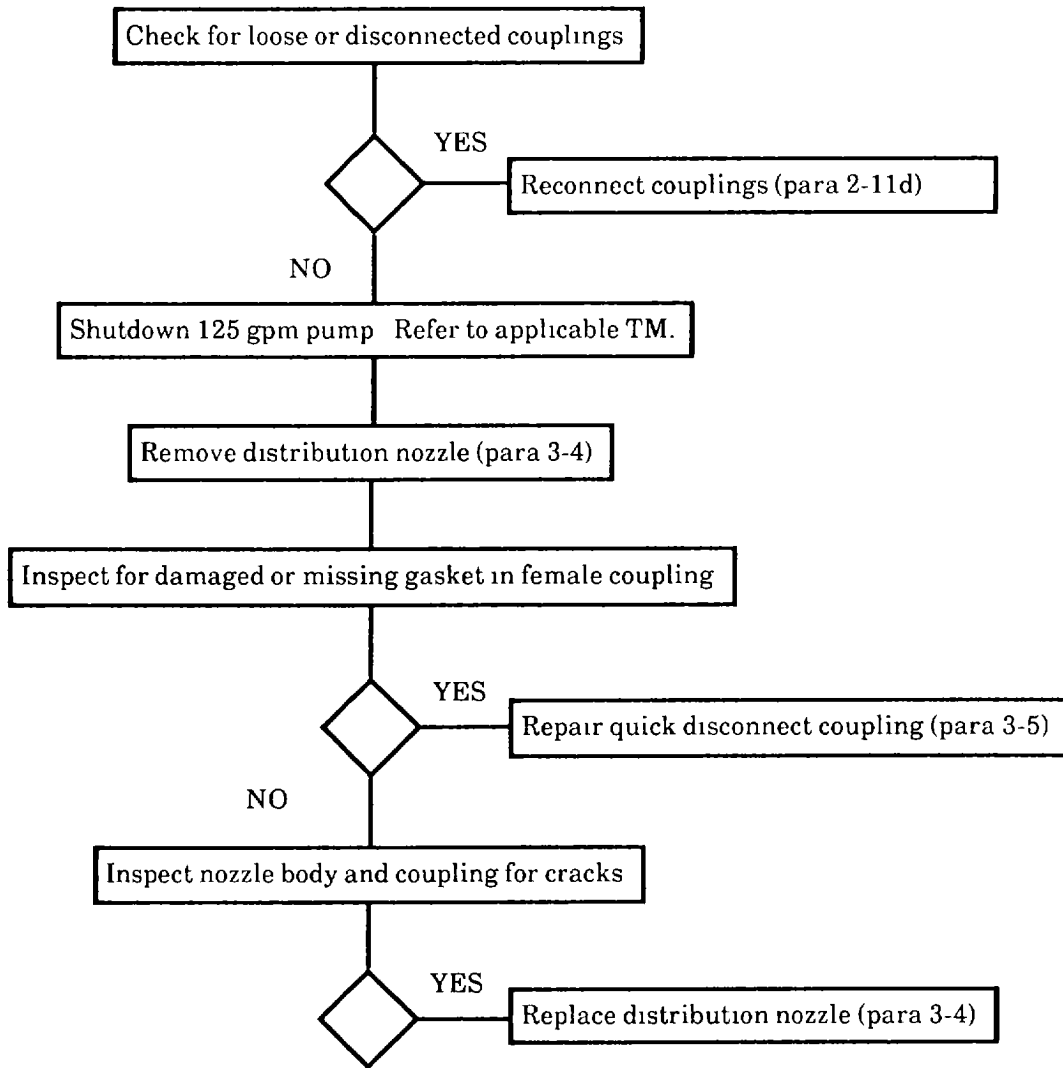 Check for loose or disconnected couplings
YES
Reconnect couplings (para 2-11d)
NO
Shutdown 125 gpm pump Refer to applicable TM.
Remove distribution nozzle (para 3-4)
Inspect for damaged or missing gasket in female coupling
YES
Repair quick disconnect coupling (para 3-5)
NO
Inspect nozzle body and coupling for cracks
YES
Replace distribution nozzle (para 3-4)